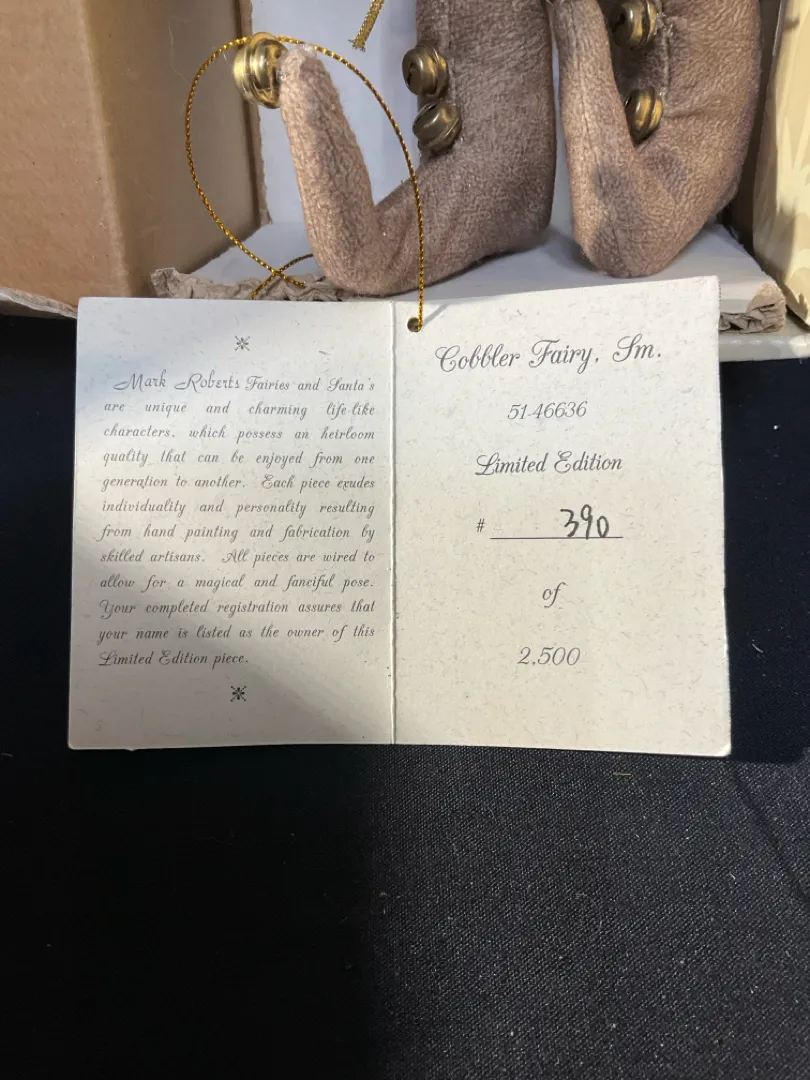 Mark Roberts Fairies and Santa's
are unique and charming life-like
characters, which possess an heirloom
quality that can be enjoyed from one
generation to another. Each piece exudes
individuality and personality resulting
from hand painting and fabrication by
skilled artisans. All pieces are wired to
allow for a magical and fanciful pose.
Your completed registration assures that
your name is listed as the owner of this
Limited Edition piece.
Cobbler Fairy, Sm.
51-46636
Limited Edition
# 390
of
2,500